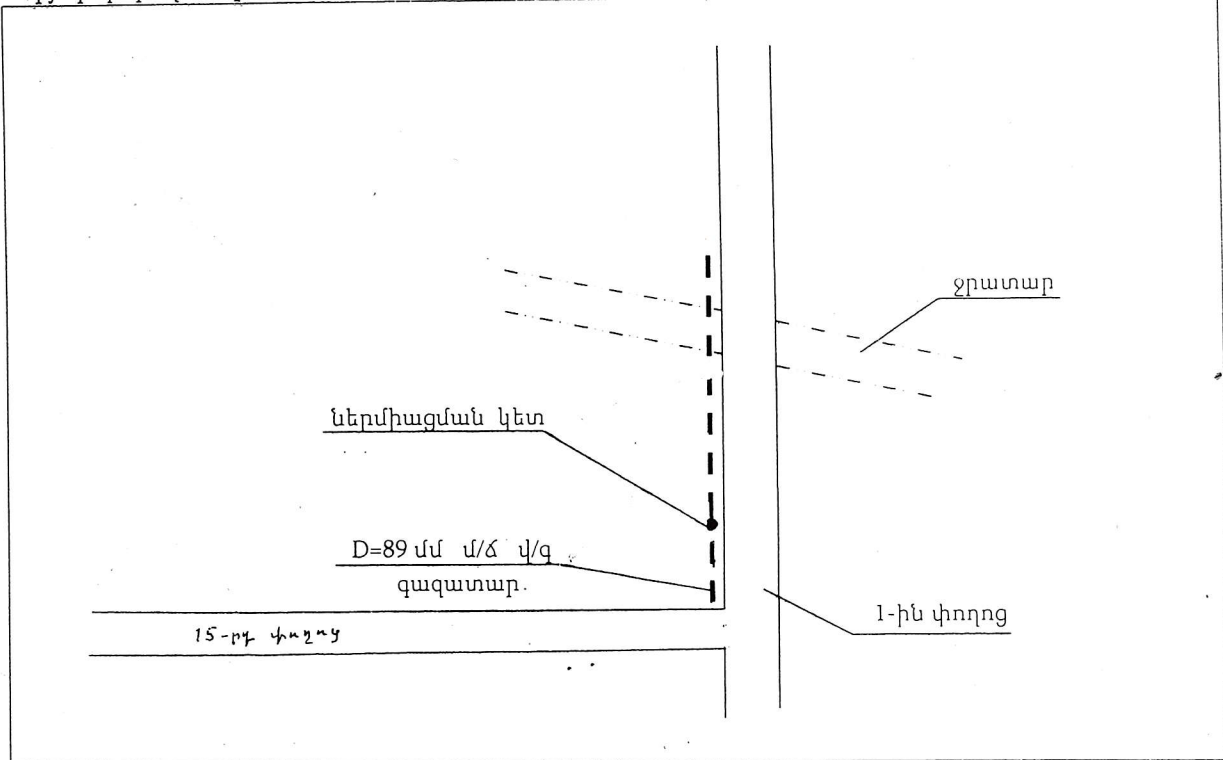 ջրատար
ներմիացման կետ
D=89 մմ մ/ճ վ/գ
գազատար.
1-ին փողոց
15-րդ փողոց